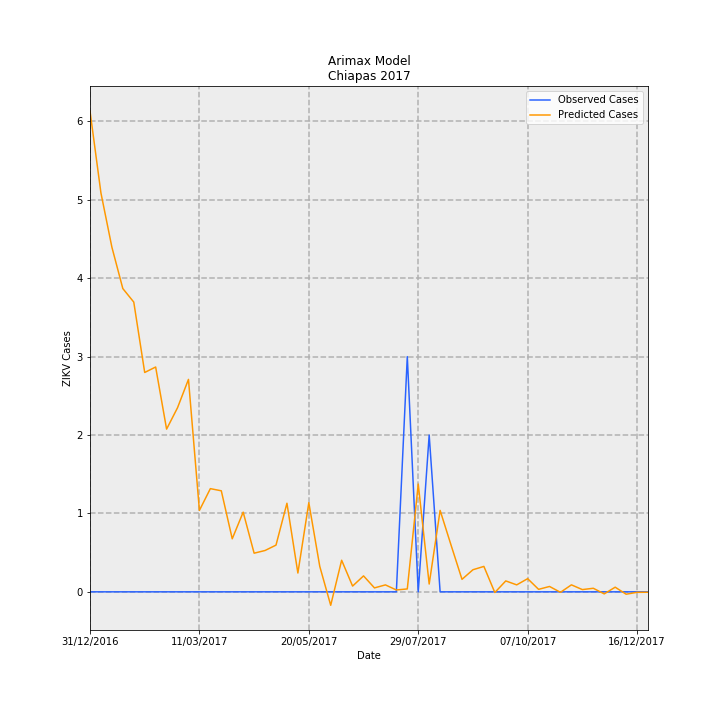 Arimax Model
Chiapas 2017
Observed Cases
Predicted Cases
6
5
4
3
2
1
0
ZIKV Cases
31/12/2016 11/03/2017 20/05/2017 29/07/2017 07/10/2017 16/12/2017
Date